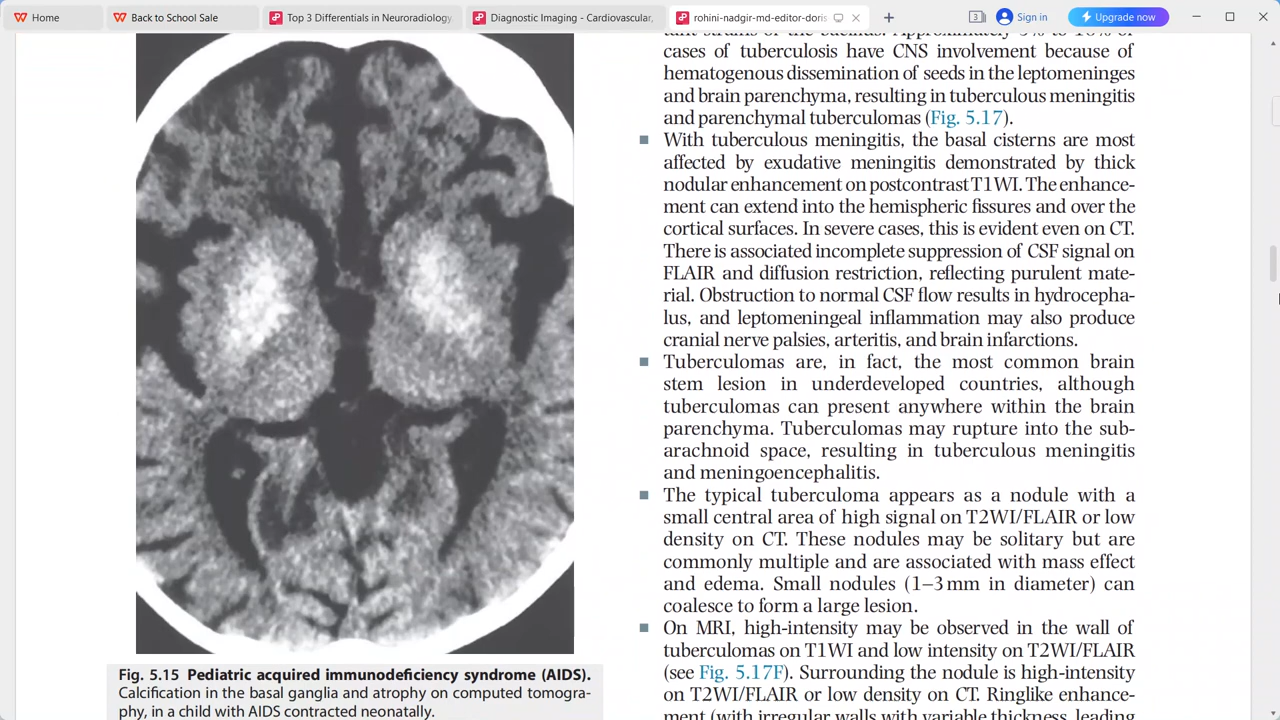 Home
Back to School Sale
Top 3 Differentials in Neuroradiology
Diagnostic Imaging - Cardiovascular,
rohini-nadgir-md-editor-doris
3
Sign in
Upgrade now
cases of tuberculosis have CNS involvement because of
hematogenous dissemination of seeds in the leptomeninges
and brain parenchyma, resulting in tuberculous meningitis
and parenchymal tuberculomas (Fig. 5.17).
With tuberculous meningitis, the basal cisterns are most
affected by exudative meningitis demonstrated by thick
nodular enhancement on postcontrast T1WI. The enhance-
ment can extend into the hemispheric fissures and over the
cortical surfaces. In severe cases, this is evident even on CT.
There is associated incomplete suppression of CSF signal on
FLAIR and diffusion restriction, reflecting purulent mate-
rial. Obstruction to normal CSF flow results in hydrocepha-
lus, and leptomeningeal inflammation may also produce
cranial nerve palsies, arteritis, and brain infarctions.
Tuberculomas are, in fact, the most common brain
stem lesion in underdeveloped countries, although
tuberculomas can present anywhere within the brain
parenchyma. Tuberculomas may rupture into the sub-
arachnoid space, resulting in tuberculous meningitis
and meningoencephalitis.
The typical tuberculoma appears as a nodule with a
small central area of high signal on T2WI/FLAIR or low
density on CT. These nodules may be solitary but are
commonly multiple and are associated with mass effect
and edema. Small nodules (1–3 mm in diameter) can
coalesce to form a large lesion.
On MRI, high-intensity may be observed in the wall of
tuberculomas on T1WI and low intensity on T2WI/FLAIR
(see Fig. 5.17F). Surrounding the nodule is high-intensity
on T2WI/FLAIR or low density on CT. Ringlike enhance-
ment (with irregular walls with variable thickness, leading
Fig. 5.15 Pediatric acquired immunodeficiency syndrome (AIDS).
Calcification in the basal ganglia and atrophy on computed tomogra-
phy, in a child with AIDS contracted neonatally.